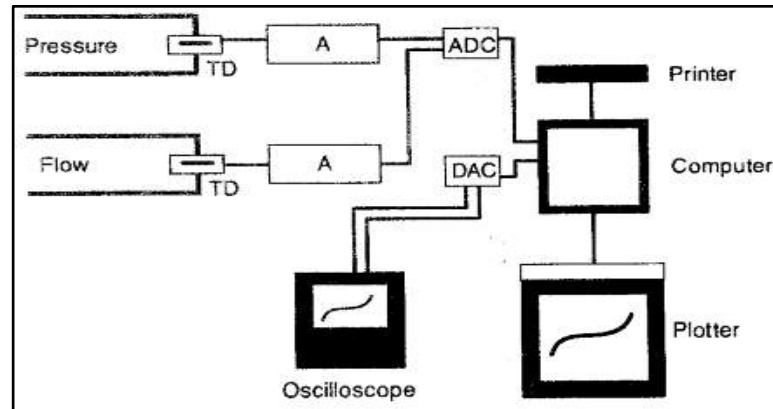 Pressure
TD
A
ADC
Printer
Flow
TD
A
DAC
Computer
Oscilloscope
Plotter